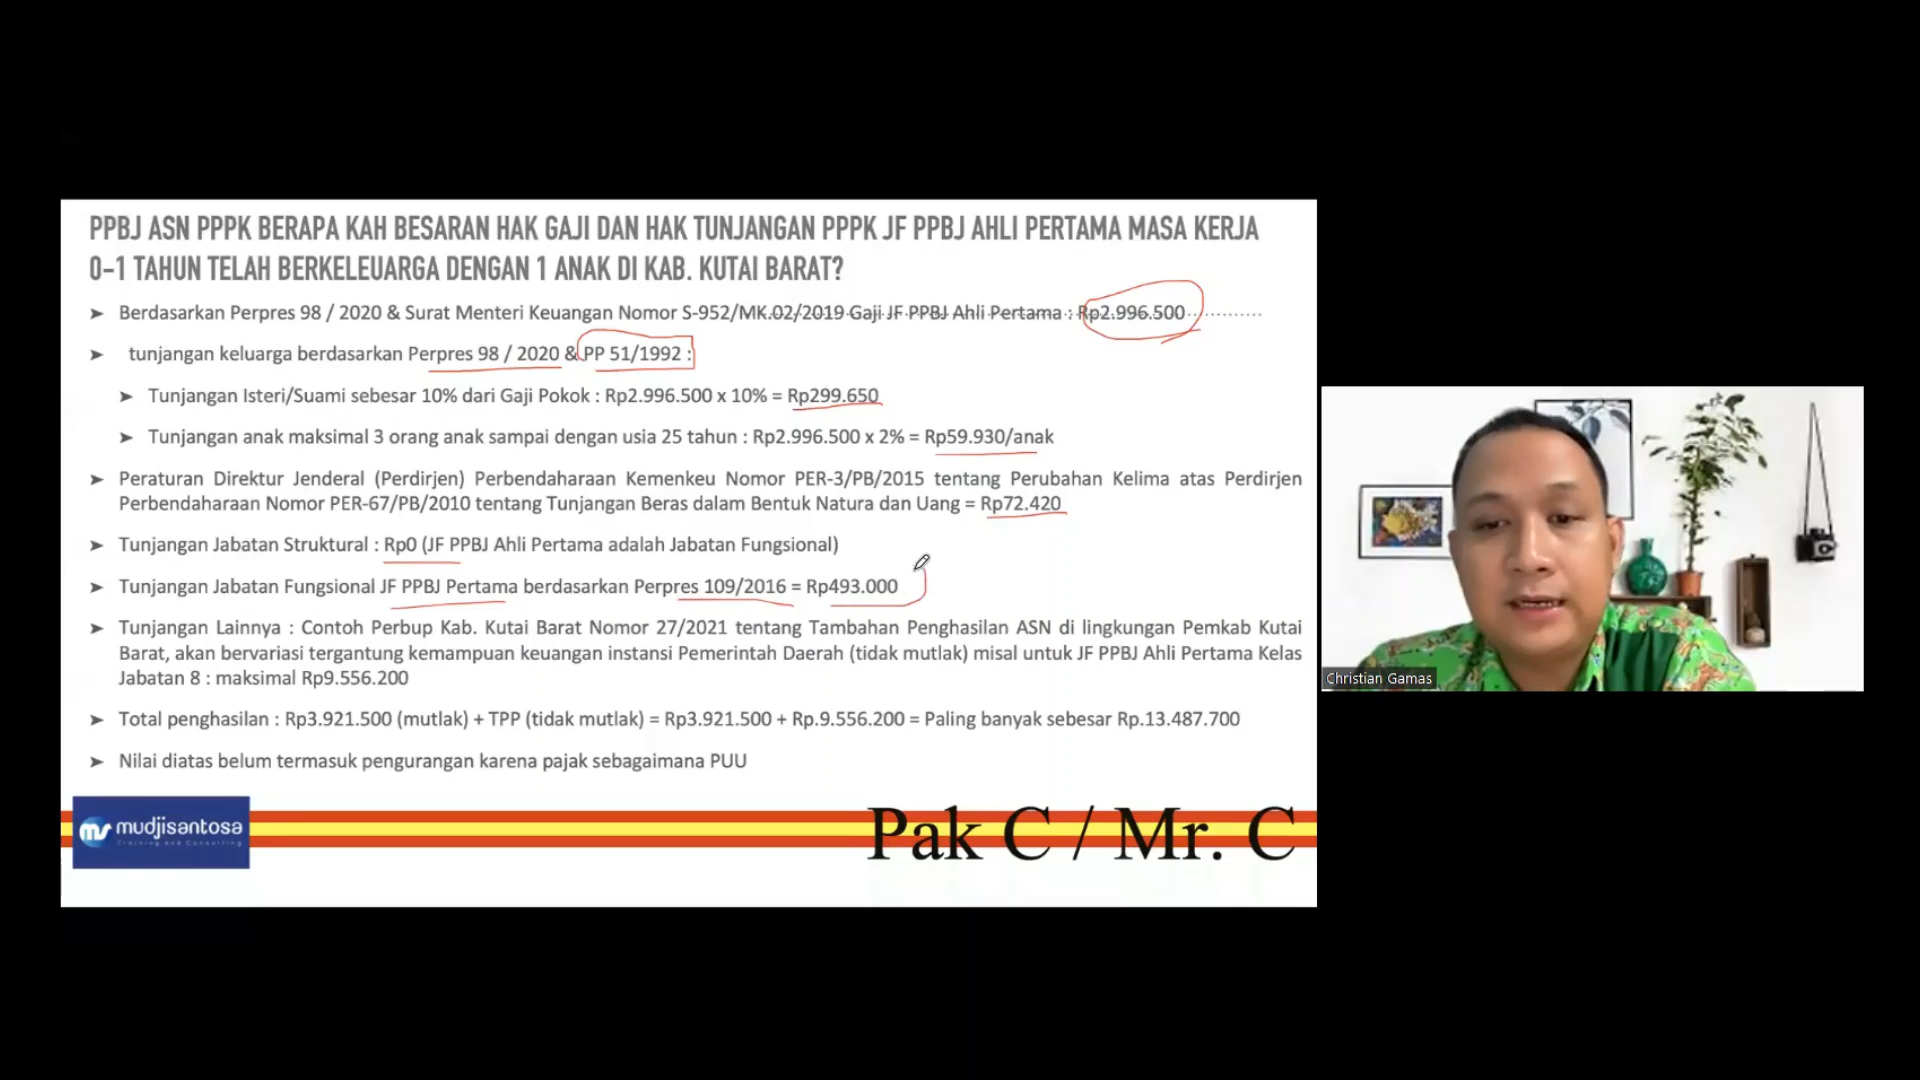 PPBJ ASN PPPK BERAPA KAH BESARAN HAK GAJI DAN HAK TUNJANGAN PPPK JF PPBJ AHLI PERTAMA MASA KERJA
0-1 TAHUN TELAH BERKELEUARGA DENGAN 1 ANAK DI KAB. KUTAI BARAT?
➤ Berdasarkan Perpres 98 / 2020 & Surat Menteri Keuangan Nomor S-952/MK.02/2019 Gaji JF PPBJ Ahli Pertama : Rp2.996.500
➤ tunjangan keluarga berdasarkan Perpres 98 / 2020 & PP 51/1992 :
➤ Tunjangan Isteri/Suami sebesar 10% dari Gaji Pokok : Rp2.996.500 x 10% = Rp299.650
➤ Tunjangan anak maksimal 3 orang anak sampai dengan usia 25 tahun : Rp2.996.500 x 2% = Rp59.930/anak
➤ Peraturan Direktur Jenderal (Perdirjen) Perbendaharaan Kemenkeu Nomor PER-3/PB/2015 tentang Perubahan Kelima atas Perdirjen
Perbendaharaan Nomor PER-67/PB/2010 tentang Tunjangan Beras dalam Bentuk Natura dan Uang = Rp72.420
➤ Tunjangan Jabatan Struktural : Rp0 (JF PPBJ Ahli Pertama adalah Jabatan Fungsional)
➤ Tunjangan Jabatan Fungsional JF PPBJ Pertama berdasarkan Perpres 109/2016 = Rp493.000
➤ Tunjangan Lainnya : Contoh Perbup Kab. Kutai Barat Nomor 27/2021 tentang Tambahan Penghasilan ASN di lingkungan Pemkab Kutai
Barat, akan bervariasi tergantung kemampuan keuangan instansi Pemerintah Daerah (tidak mutlak) misal untuk JF PPBJ Ahli Pertama Kelas
Jabatan 8 : maksimal Rp9.556.200
➤ Total penghasilan : Rp3.921.500 (mutlak) + TPP (tidak mutlak) = Rp3.921.500 + Rp.9.556.200 = Paling banyak sebesar Rp.13.487.700
➤ Nilai diatas belum termasuk pengurangan karena pajak sebagaimana PUU
ms mudjisantosa
Training and Consulting
Pak C / Mr. C
Christian Gamas